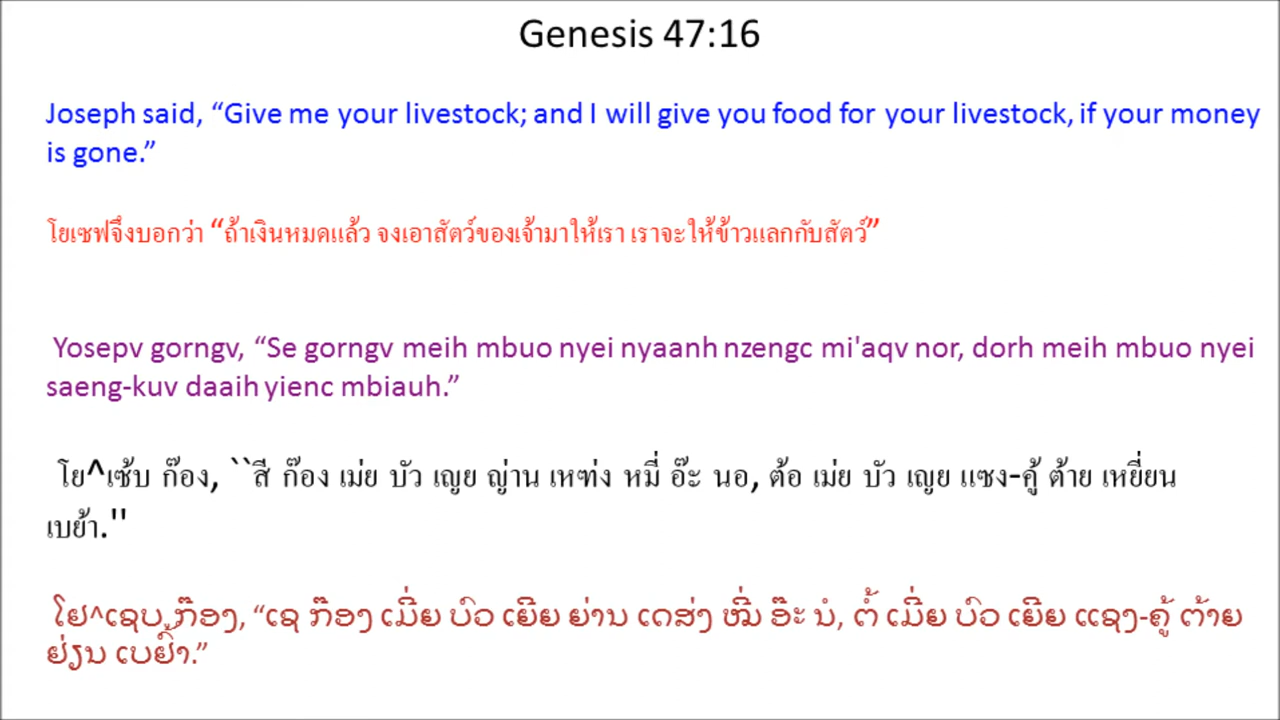 Genesis 47:16
Joseph said, “Give me your livestock; and I will give you food for your livestock, if your money
is gone.”
โยเซฟจึงบอกว่า “ถ้าเงินหมดแล้ว จงเอาสัตว์ของเจ้ามาให้เรา เราจะให้ข้าวแลกกับสัตว์”
Yosepv gorngv, “Se gorngv meih mbuo nyei nyaanh nzengc mi'aqv nor, dorh meih mbuo nyei
saeng-kuv daaih yienc mbiauh.”
โย^เซ้บ ก๊อง, ``สี ก๊อง เม่ย บัว เญย ญ่าน เหฑ่ง หมี่ อ๊ะ นอ, ต้อ เม่ย บัว เญย แซง-คู้ ต้าย เหยี่ยน
เบย้า.''
ໂຢ^ເຊບ ກ໊ອງ, “ເຊ ກ໊ອງ ເມີ່ຍ ບົວ ເຍີຍ ຍ່ານ ເດສ່ງ ໝີ່ ອ໊ະ ນໍ, ຕໍ້ ເມີ່ຍ ບົວ ເຍີຍ ແຊງ-ຄູ້ ຕ້າຍ
ຢ່ຽນ ເບຢົ້າ.”